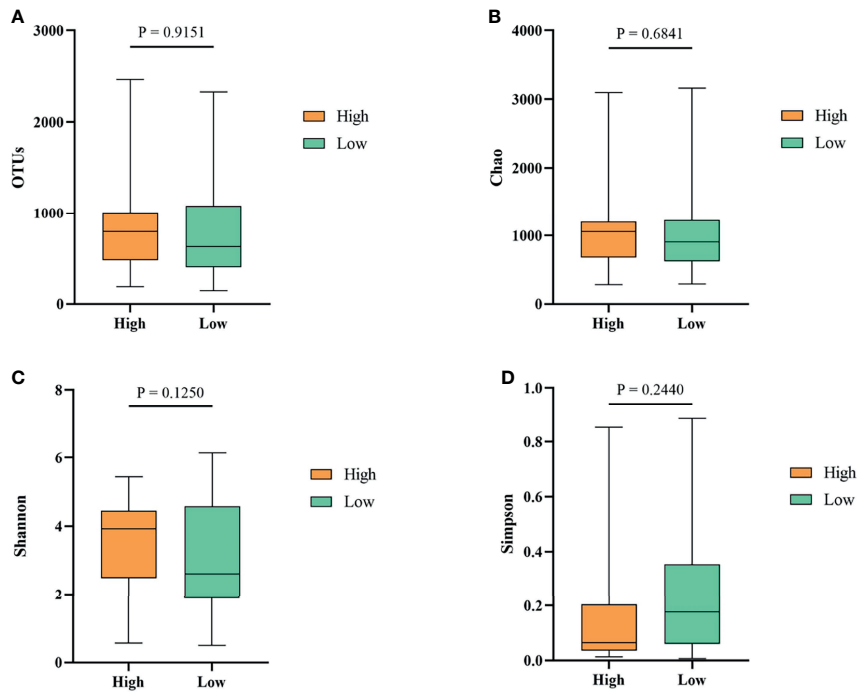 A
P = 0.9151
3000
2000
1000
0
OTUs
High
Low
High
Low
B
P = 0.6841
4000
3000
2000
1000
0
Chao
High
Low
High
Low
C
P = 0.1250
8
6
4
2
0
Shannon
High
Low
High
Low
D
P = 0.2440
1.0
0.8
0.6
0.4
0.2
0.0
Simpson
High
Low
High
Low